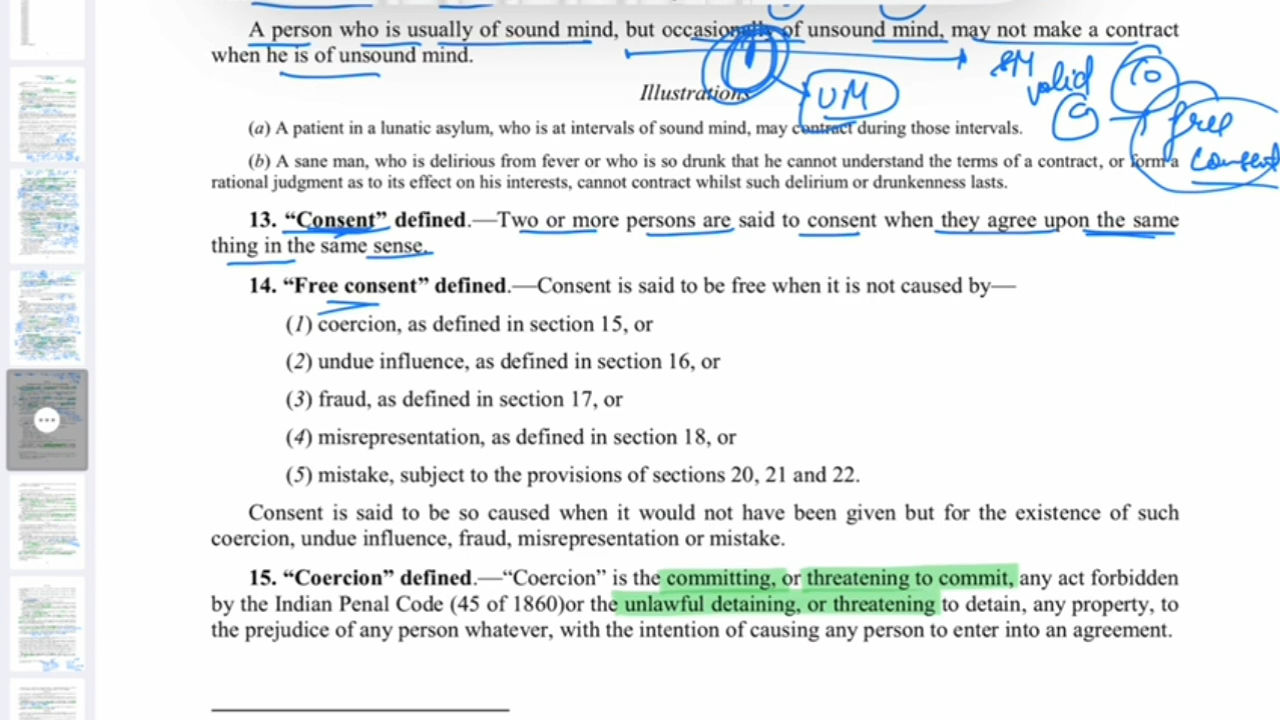 A person who is usually of sound mind, but occasionally of unsound mind, may not make a contract
when he is of unsound mind.
SM
valid
UM
free
consent
Illustrations
(a) A patient in a lunatic asylum, who is at intervals of sound mind, may contract during those intervals.
(b) A sane man, who is delirious from fever or who is so drunk that he cannot understand the terms of a contract, or form a
rational judgment as to its effect on his interests, cannot contract whilst such delirium or drunkenness lasts.
13. “Consent” defined.—Two or more persons are said to consent when they agree upon the same
thing in the same sense.
14. “Free consent” defined.—Consent is said to be free when it is not caused by—
(1) coercion, as defined in section 15, or
(2) undue influence, as defined in section 16, or
(3) fraud, as defined in section 17, or
(4) misrepresentation, as defined in section 18, or
(5) mistake, subject to the provisions of sections 20, 21 and 22.
Consent is said to be so caused when it would not have been given but for the existence of such
coercion, undue influence, fraud, misrepresentation or mistake.
15. “Coercion” defined.—“Coercion” is the committing, or threatening to commit, any act forbidden
by the Indian Penal Code (45 of 1860)or the unlawful detaining, or threatening to detain, any property, to
the prejudice of any person whatever, with the intention of causing any person to enter into an agreement.